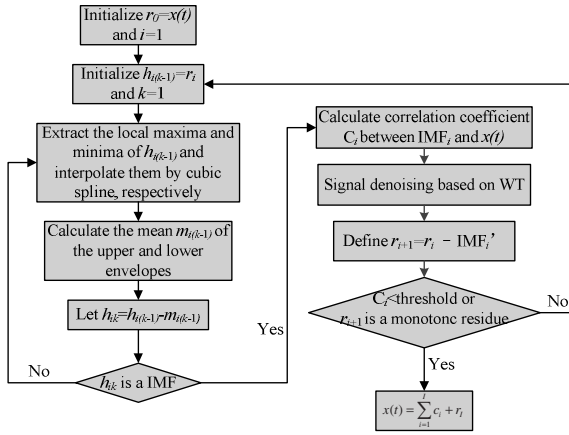 Initialize r₀=x(t)
and i=1
Initialize hᵢ₍ₖ₋₁₎=rᵢ
and k=1
Extract the local maxima and
minima of hᵢ₍ₖ₋₁₎ and
interpolate them by cubic
spline, respectively
Calculate the mean mᵢ₍ₖ₋₁₎ of
the upper and lower
envelopes
Let hᵢₖ=hᵢ₍ₖ₋₁₎-mᵢ₍ₖ₋₁₎
No
hᵢₖ is a IMF
Yes
Calculate correlation coefficient
Cᵢ between IMFᵢ and x(t)
Signal denoising based on WT
Define rᵢ₊₁=rᵢ − IMFᵢ’
Cᵢ<threshold or
rᵢ₊₁ is a monotonc residue
No
Yes
x(t) = ∑ᵢ₌₁ᴵ cᵢ + r_I